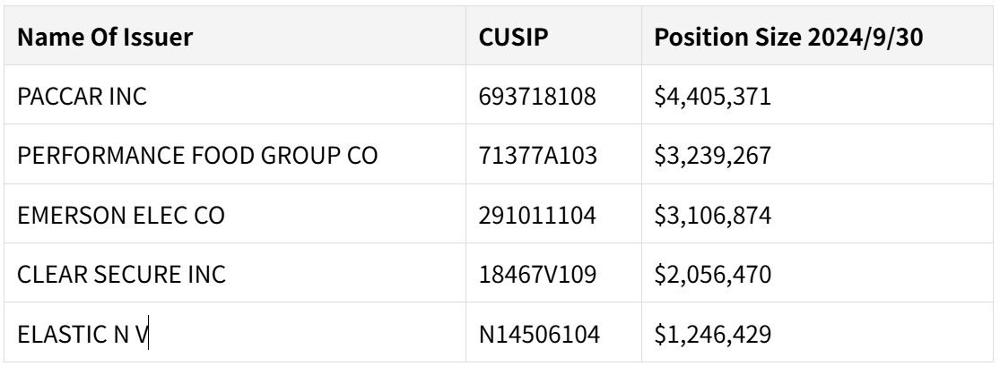 Name Of Issuer CUSIP Position Size 2024/9/30
PACCAR INC 693718108 $4,405,371
PERFORMANCE FOOD GROUP CO 71377A103 $3,239,267
EMERSON ELEC CO 291011104 $3,106,874
CLEAR SECURE INC 18467V109 $2,056,470
ELASTIC N V N14506104 $1,246,429